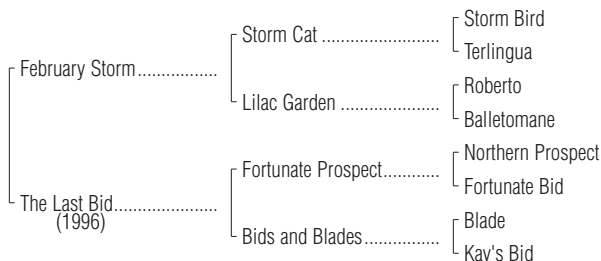 Storm Bird
Storm Cat ........................
Terlingua
February Storm................
Roberto
Lilac Garden ....................
Balletomane
Northern Prospect
Fortunate Prospect............
Fortunate Bid
The Last Bid.....................
(1996)
Blade
Bids and Blades................
Kay's Bid